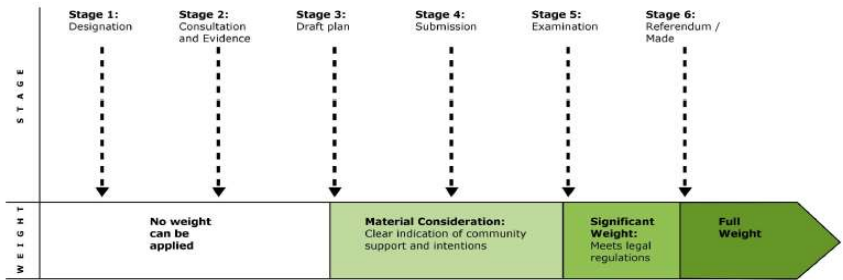 Stage 1:
Designation
Stage 2:
Consultation
and Evidence
Stage 3:
Draft plan
Stage 4:
Submission
Stage 5:
Examination
Stage 6:
Referendum /
Made
STAGE
WEIGHT
No weight
can be
applied
Material Consideration:
Clear indication of community
support and intentions
Significant
Weight:
Meets legal
regulations
Full
Weight